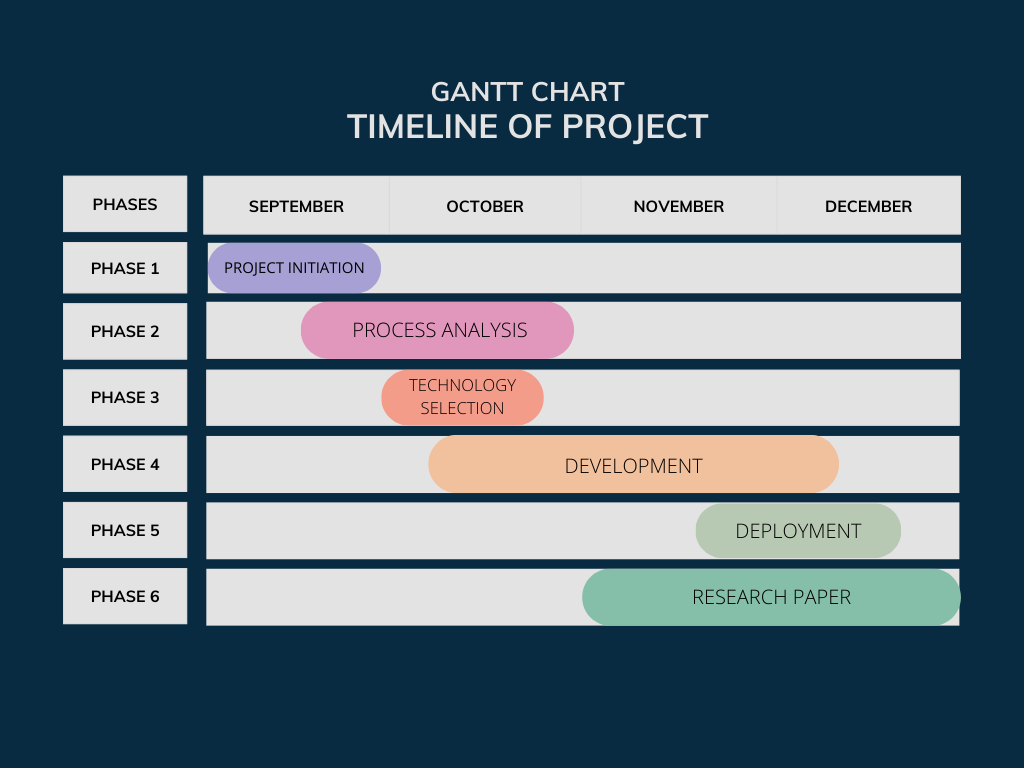 GANTT CHART
TIMELINE OF PROJECT
PHASES
SEPTEMBER
OCTOBER
NOVEMBER
DECEMBER
PHASE 1
PROJECT INITIATION
PHASE 2
PROCESS ANALYSIS
PHASE 3
TECHNOLOGY
SELECTION
PHASE 4
DEVELOPMENT
PHASE 5
DEPLOYMENT
PHASE 6
RESEARCH PAPER